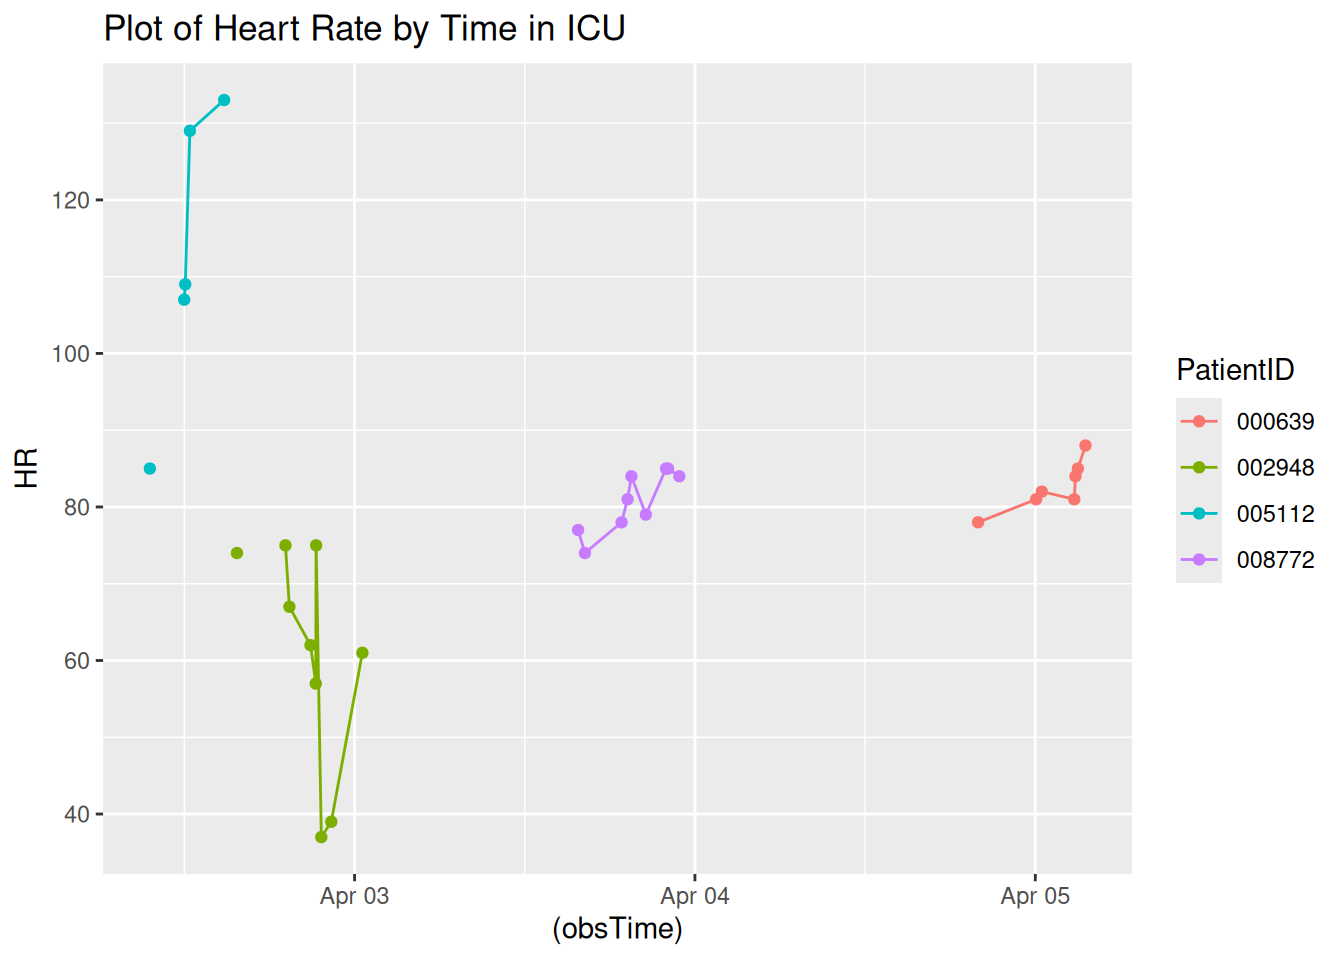 Plot of Heart Rate by Time in ICU
120
100
80
60
40
HR
Apr 03
Apr 04
Apr 05
(obsTime)
PatientID
000639
002948
005112
008772